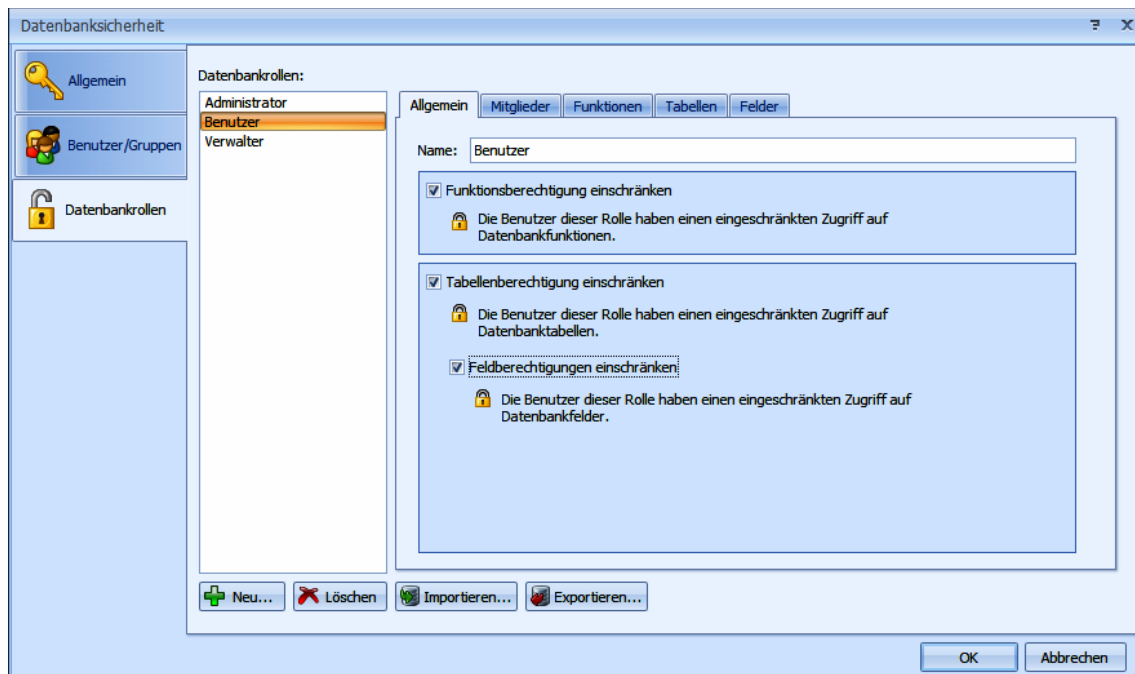 Datenbanksicherheit
Allgemein
Benutzer/Gruppen
Datenbankrollen
Datenbankrollen:
Administrator
Benutzer
Verwalter
Allgemein Mitglieder Funktionen Tabellen Felder
Name: Benutzer
Funktionsberechtigung einschränken
Die Benutzer dieser Rolle haben einen eingeschränkten Zugriff auf
Datenbankfunktionen.
Tabellenberechtigung einschränken
Die Benutzer dieser Rolle haben einen eingeschränkten Zugriff auf
Datenbanktabellen.
Feldberechtigungen einschränken
Die Benutzer dieser Rolle haben einen eingeschränkten Zugriff auf
Datenbankfelder.
Neu... Löschen Importieren... Exportieren...
OK Abbrechen